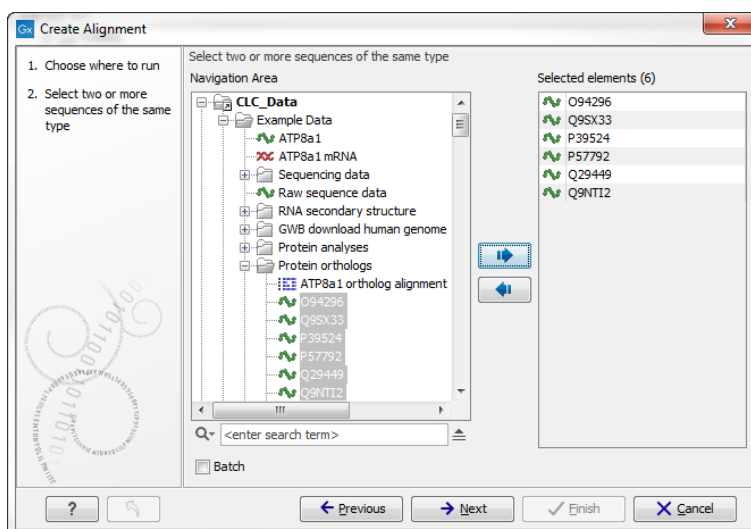 Gx Create Alignment
1. Choose where to run
2. Select two or more
sequences of the same
type
Select two or more sequences of the same type
Navigation Area
CLC_Data
Example Data
ATP8a1
ATP8a1 mRNA
Sequencing data
Raw sequence data
RNA secondary structure
GWB download human genome
Protein analyses
Protein orthologs
ATP8a1 ortholog alignment
O94296
Q9SX33
P39524
P57792
Q29449
Q9NTI2
<enter search term>
Batch
Selected elements (6)
O94296
Q9SX33
P39524
P57792
Q29449
Q9NTI2
?
Previous
Next
Finish
Cancel